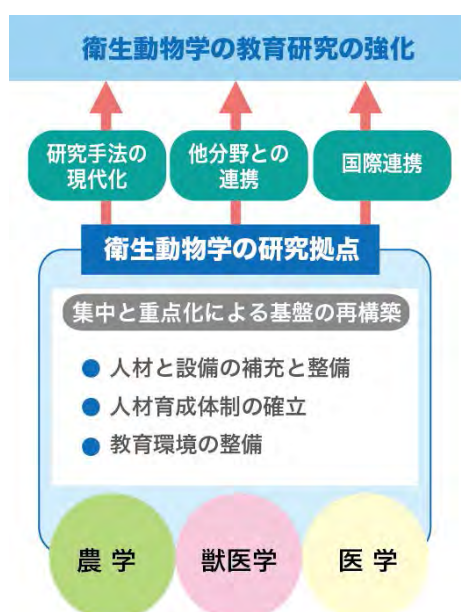 衛生動物学の教育研究の強化
研究手法の
現代化
他分野との
連携
国際連携
衛生動物学の研究拠点
集中と重点化による基盤の再構築
● 人材と設備の補充と整備
● 人材育成体制の確立
● 教育環境の整備
農 学
獣医学
医 学